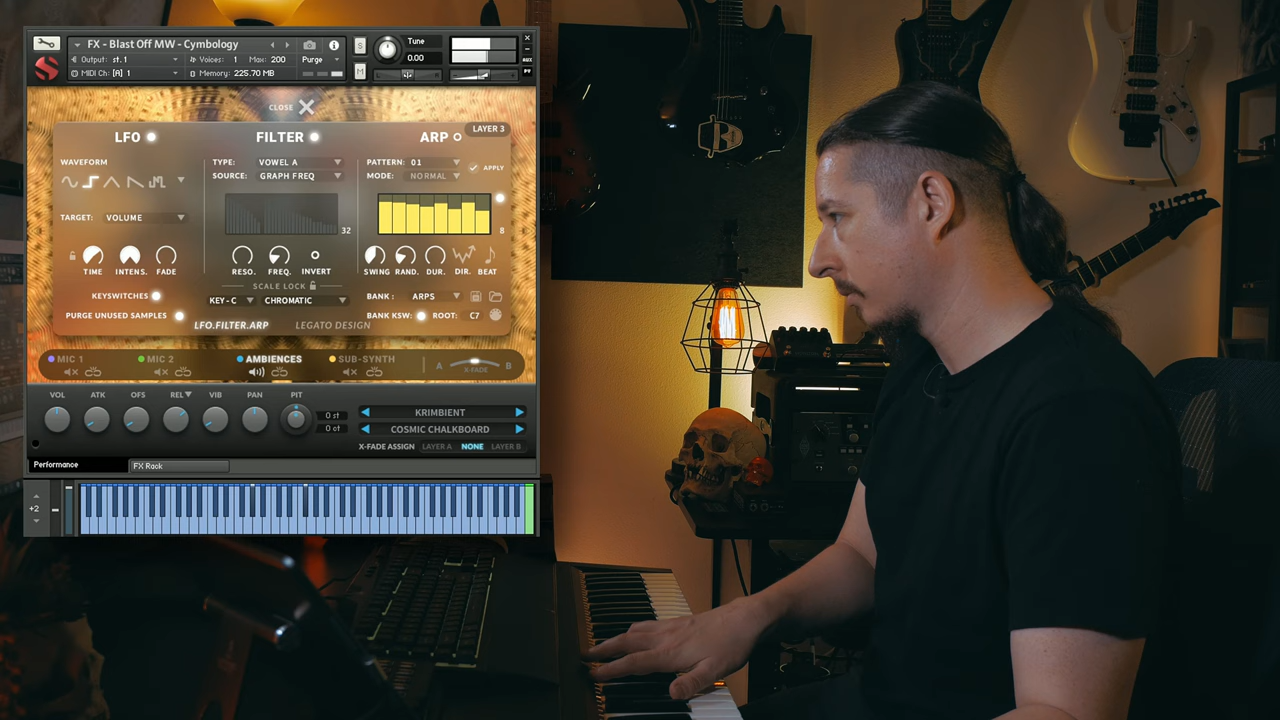 FX - Blast Off MW - Cymbology
Output: st.1 Voices: 1 Max: 200 Purge
MIDI Ch: [A] 1 Memory: 225.70 MB
S
M
Tune
0.00
AUX
PV
CLOSE
LAYER 3
LFO FILTER ARP
WAVEFORM
TARGET: VOLUME
TIME INTENS. FADE
KEYSWITCHES
PURGE UNUSED SAMPLES
TYPE: VOWEL A
SOURCE: GRAPH FREQ
32
RESO. FREQ. INVERT
SCALE LOCK
KEY - C CHROMATIC
PATTERN: 01 APPLY
MODE: NORMAL
8
SWING RAND. DUR. DIR. BEAT
BANK : ARPS
BANK KSW: ROOT: C7
LFO.FILTER.ARP LEGATO DESIGN
MIC 1 MIC 2 AMBIENCES SUB-SYNTH
A X-FADE B
VOL ATK OFS REL VIB PAN PIT
0 st
0 st
KRIMBIENT
COSMIC CHALKBOARD
X-FADE ASSIGN LAYER A NONE LAYER B
Performance FX Rack
+2